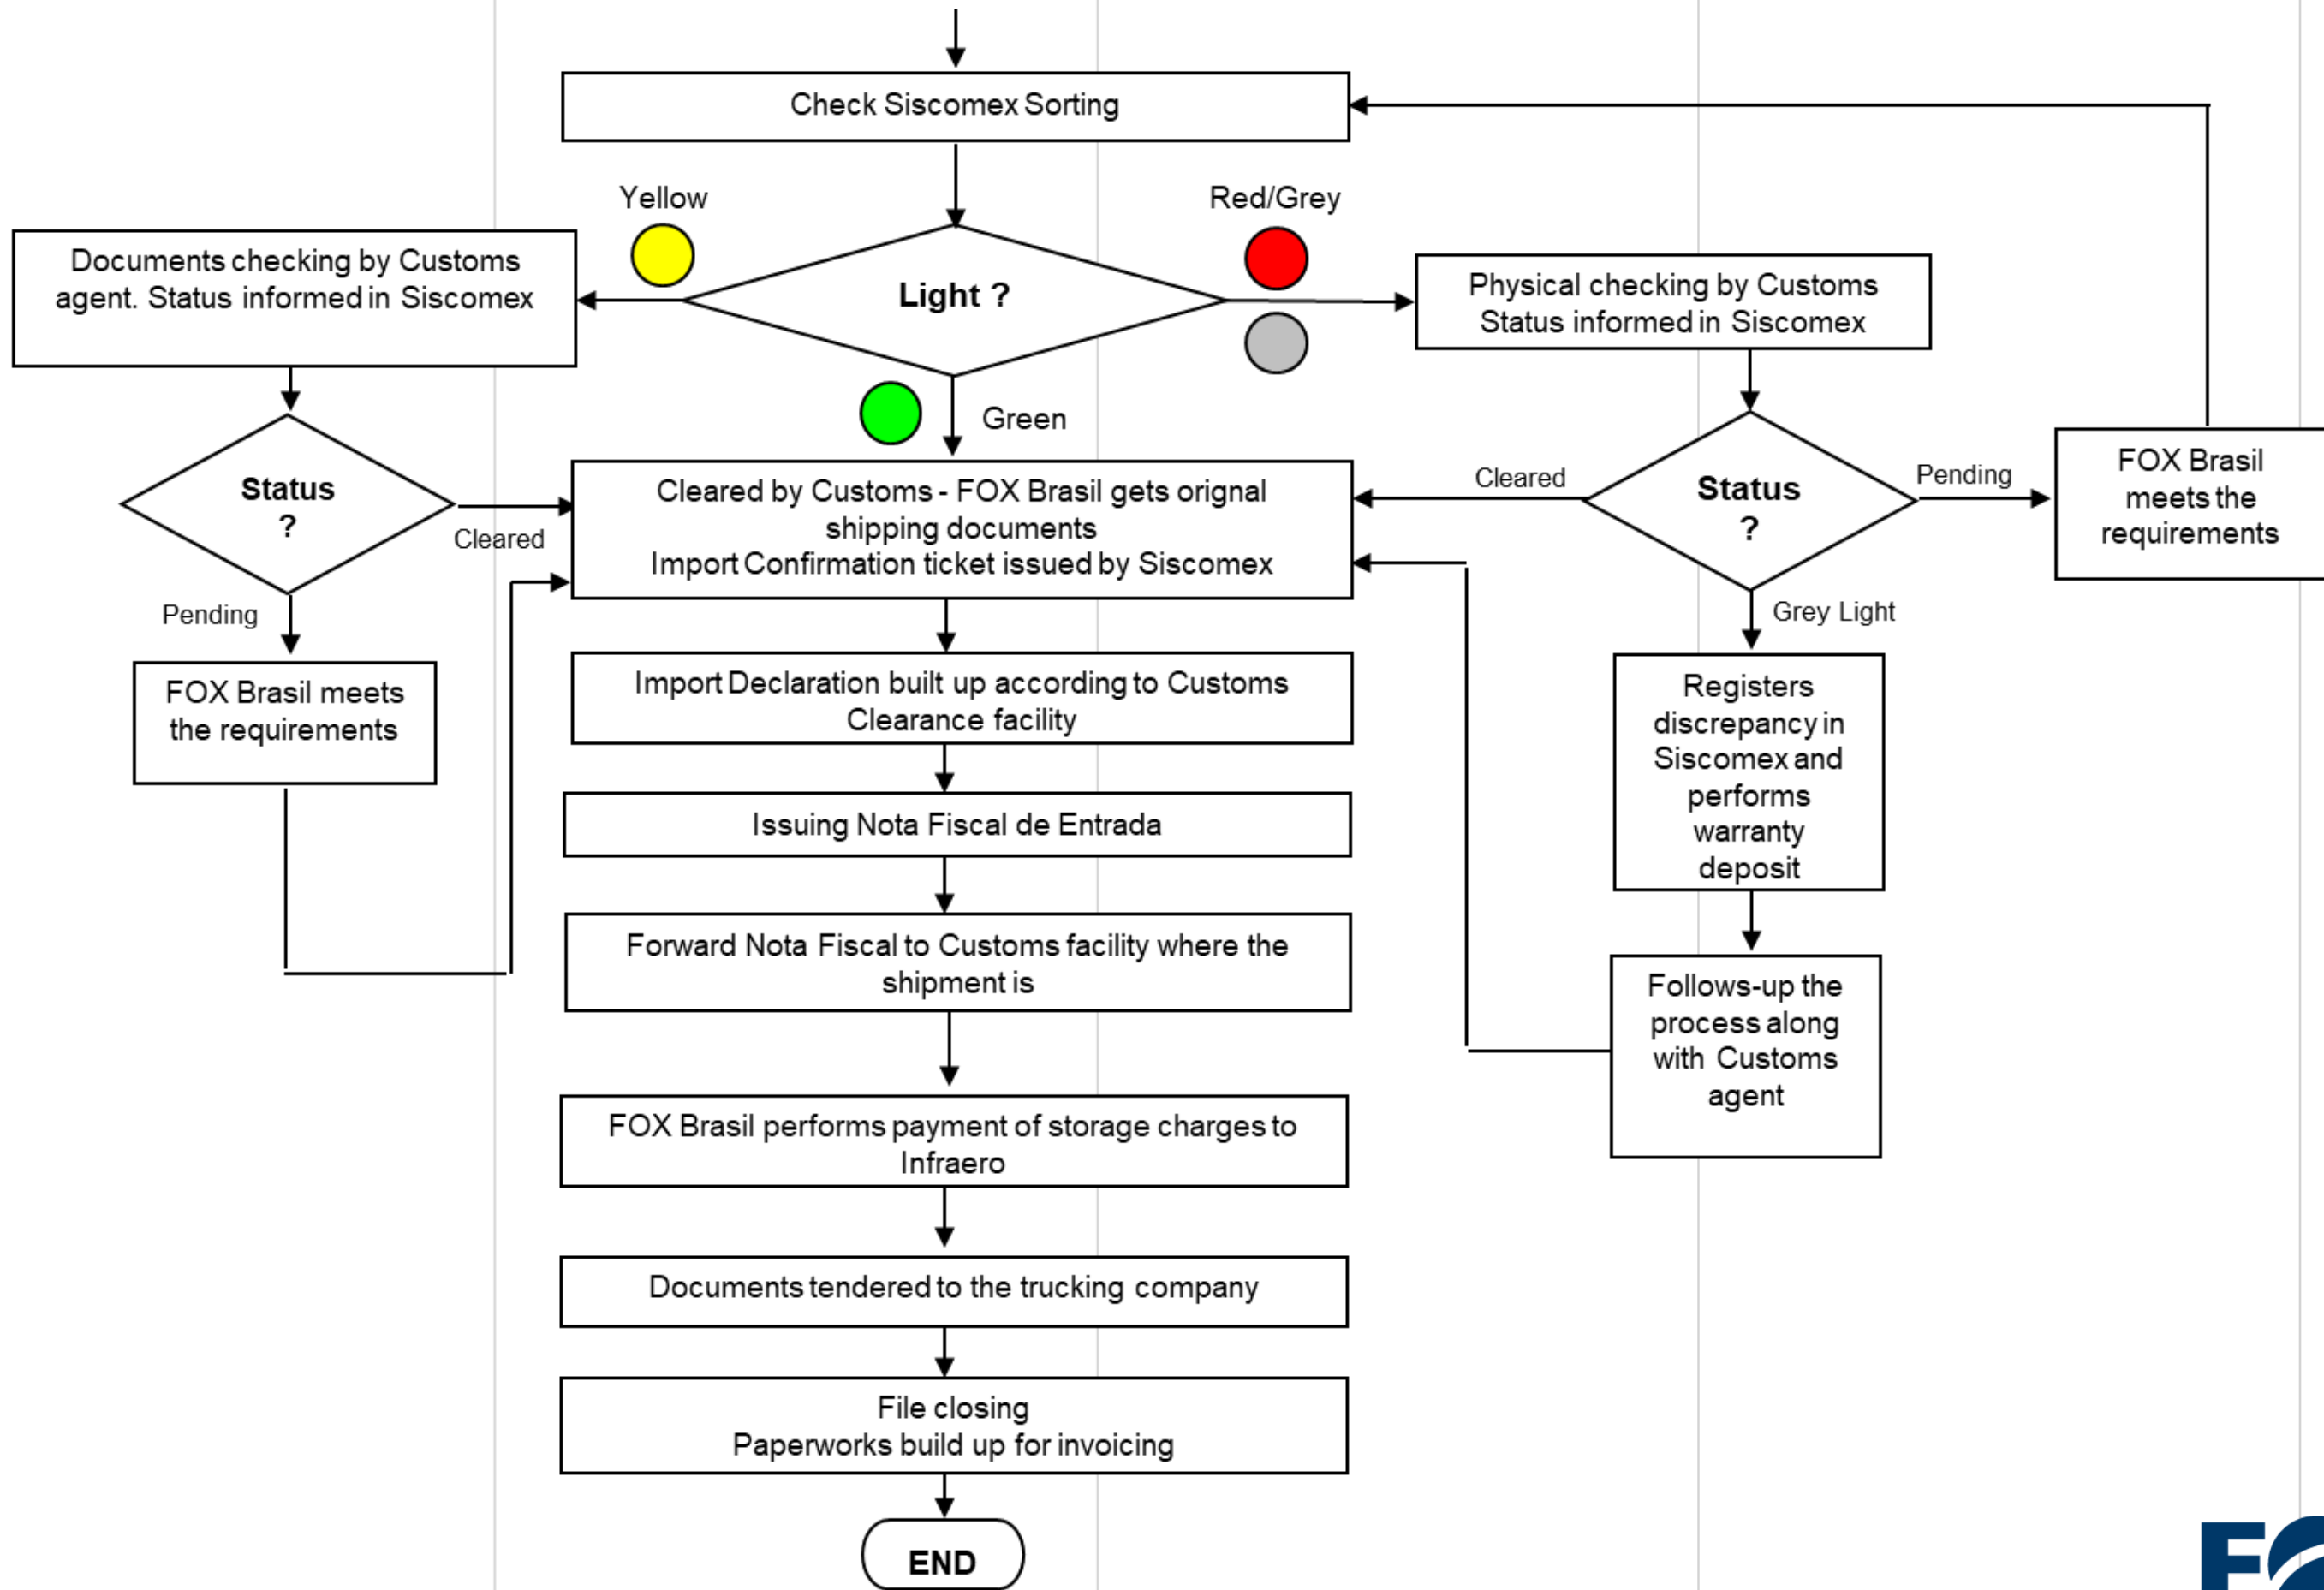 Check Siscomex Sorting
Yellow
Red/Grey
Documents checking by Customs
agent. Status informed in Siscomex
Light ?
Physical checking by Customs
Status informed in Siscomex
Green
Status
?
Cleared
Pending
Cleared by Customs - FOX Brasil gets orignal
shipping documents
Import Confirmation ticket issued by Siscomex
Cleared
Status
?
Pending
FOX Brasil
meets the
requirements
Grey Light
FOX Brasil meets
the requirements
Import Declaration built up according to Customs
Clearance facility
Registers
discrepancy in
Siscomex and
performs
warranty
deposit
Issuing Nota Fiscal de Entrada
Forward Nota Fiscal to Customs facility where the
shipment is
Follows-up the
process along
with Customs
agent
FOX Brasil performs payment of storage charges to
Infraero
Documents tendered to the trucking company
File closing
Paperworks build up for invoicing
END